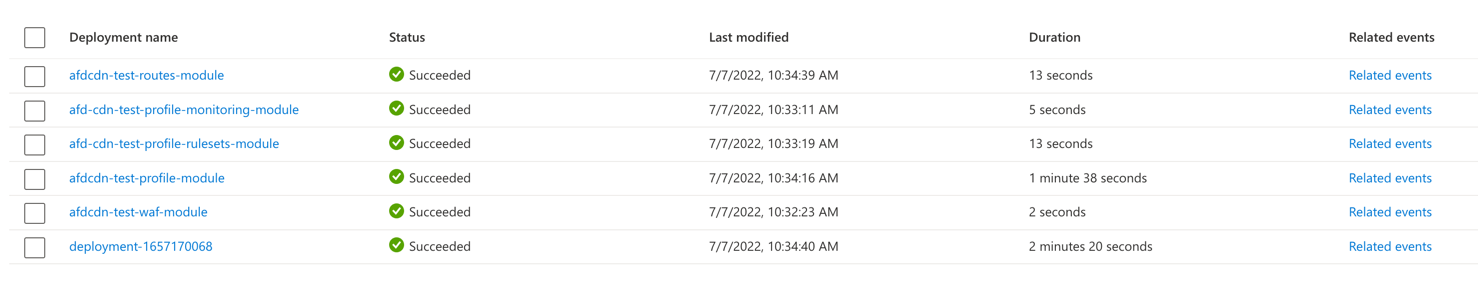 Deployment name Status Last modified Duration Related events
afdcdn-test-routes-module Succeeded 7/7/2022, 10:34:39 AM 13 seconds Related events
afd-cdn-test-profile-monitoring-module Succeeded 7/7/2022, 10:33:11 AM 5 seconds Related events
afd-cdn-test-profile-rulesets-module Succeeded 7/7/2022, 10:33:19 AM 13 seconds Related events
afdcdn-test-profile-module Succeeded 7/7/2022, 10:34:16 AM 1 minute 38 seconds Related events
afdcdn-test-waf-module Succeeded 7/7/2022, 10:32:23 AM 2 seconds Related events
deployment-1657170068 Succeeded 7/7/2022, 10:34:40 AM 2 minutes 20 seconds Related events